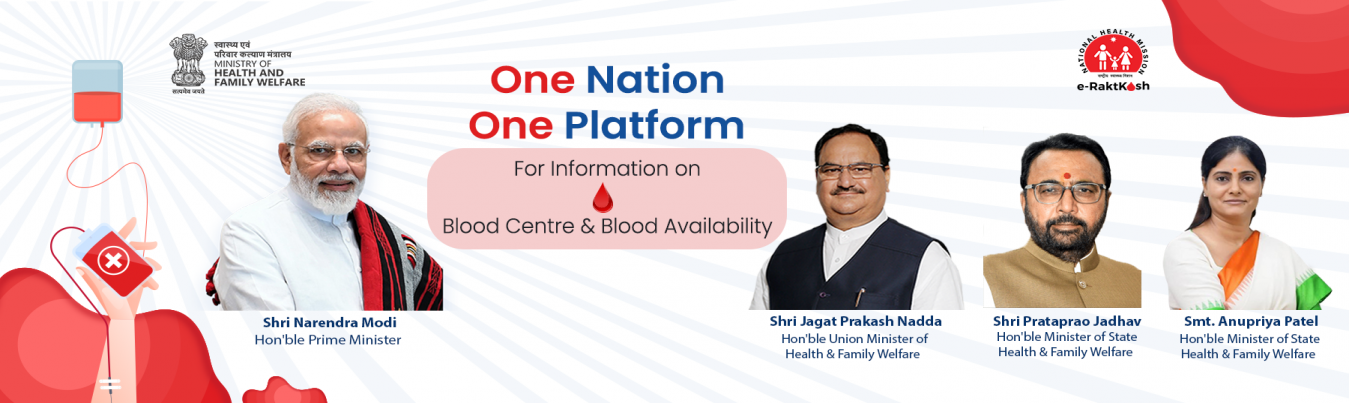 स्वास्थ्य एवं
परिवार कल्याण मंत्रालय
MINISTRY OF
HEALTH AND
FAMILY WELFARE
सत्यमेव जयते
One Nation
One Platform
For Information on
Blood Centre & Blood Availability
NATIONAL HEALTH MISSION
राष्ट्रीय स्वास्थ्य मिशन
e-RaktKosh
Shri Narendra Modi
Hon'ble Prime Minister
Shri Jagat Prakash Nadda
Hon'ble Union Minister of
Health & Family Welfare
Shri Prataprao Jadhav
Hon'ble Minister of State
Health & Family Welfare
Smt. Anupriya Patel
Hon'ble Minister of State
Health & Family Welfare